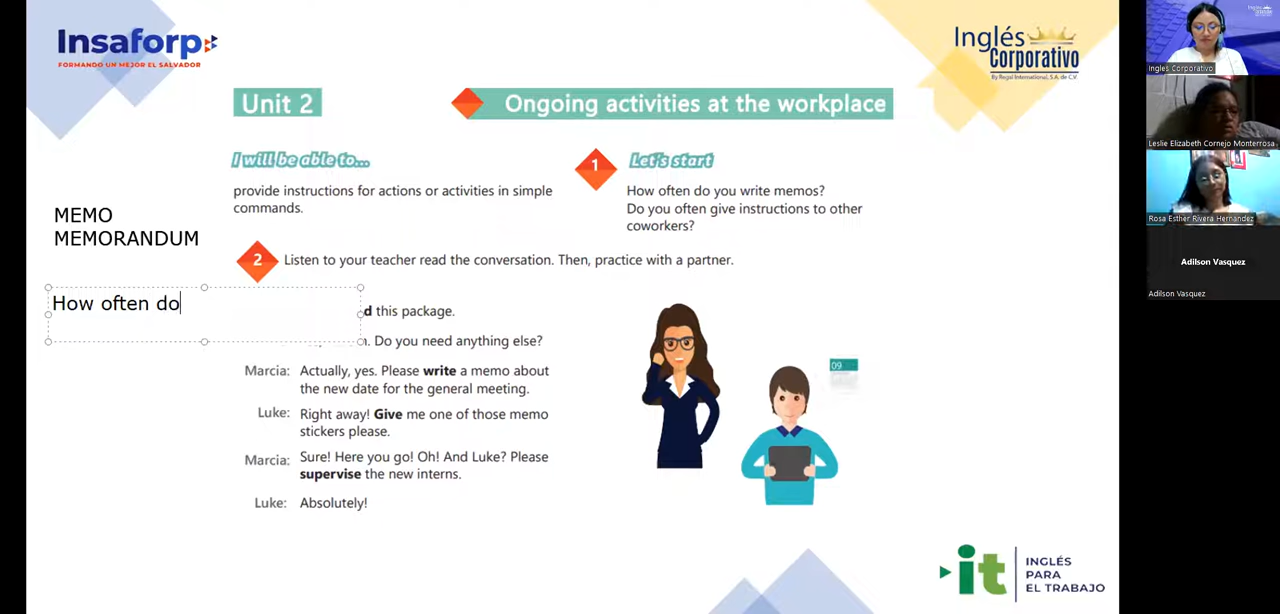 Insaforp
FORMANDO UN MEJOR EL SALVADOR
Inglés
Corporativo
By Regal International, S.A. de C.V.
Unit 2
Ongoing activities at the workplace
I will be able to...
provide instructions for actions or activities in simple
commands.
1
Let's start
How often do you write memos?
Do you often give instructions to other
coworkers?
MEMO
MEMORANDUM
2
Listen to your teacher read the conversation. Then, practice with a partner.
How often do
d this package.
. Do you need anything else?
Marcia: Actually, yes. Please write a memo about
the new date for the general meeting.
Luke: Right away! Give me one of those memo
stickers please.
Marcia: Sure! Here you go! Oh! And Luke? Please
supervise the new interns.
Luke: Absolutely!
09
it
INGLÉS
PARA
EL TRABAJO
Inglés Corporativo
Leslie Elizabeth Cornejo Monterrosa
Rosa Esther Rivera Hernandez
Adilson Vasquez
Adilson Vasquez